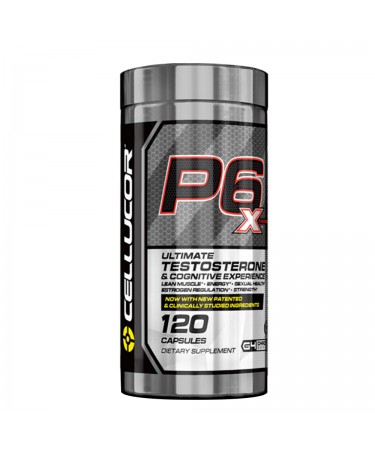 CELLUCOR
P6
X
ULTIMATE
TESTOSTERONE
& COGNITIVE EXPERIENCE
LEAN MUSCLE • ENERGY • SEXUAL HEALTH
ESTROGEN REGULATION • STRENGTH
NOW WITH NEW PATENTED
& CLINICALLY STUDIED INGREDIENTS
120
CAPSULES
DIETARY SUPPLEMENT
G4